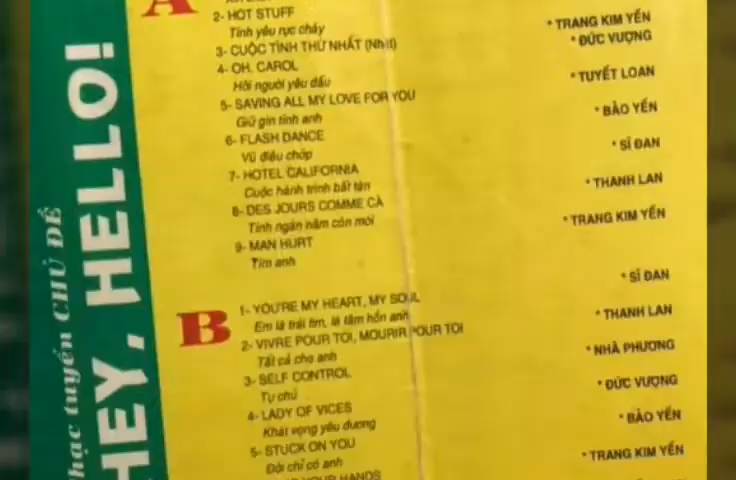 A
2- HOT STUFF
Tình yêu rực cháy
3- CUỘC TÌNH THỨ NHẤT (Nhật)
4- OH, CAROL
Hỡi người yêu dấu
5- SAVING ALL MY LOVE FOR YOU
Giữ gìn tình anh
6- FLASH DANCE
Vũ điệu chớp
7- HOTEL CALIFORNIA
Cuộc hành trình bất tận
8- DES JOURS COMME CÀ
Tình ngàn năm còn mới
9- MAN HURT
Tim anh
* TRANG KIM YẾN
* ĐỨC VƯỢNG
* TUYẾT LOAN
* BẢO YẾN
* SĨ ĐAN
* THANH LAN
* TRANG KIM YẾN
B
1- YOU'RE MY HEART, MY SOUL
Em là trái tim, là tâm hồn anh
2- VIVRE POUR TOI, MOURIR POUR TOI
Tất cả cho anh
3- SELF CONTROL
Tự chủ
4- LADY OF VICES
Khát vọng yêu đương
5- STUCK ON YOU
Đời chỉ có anh
YOUR HANDS
* SĨ ĐAN
* THANH LAN
* NHÃ PHƯƠNG
* ĐỨC VƯỢNG
* BẢO YẾN
* TRANG KIM YẾN
nhạc tuyển CHỦ ĐỀ
HEY, HELLO!